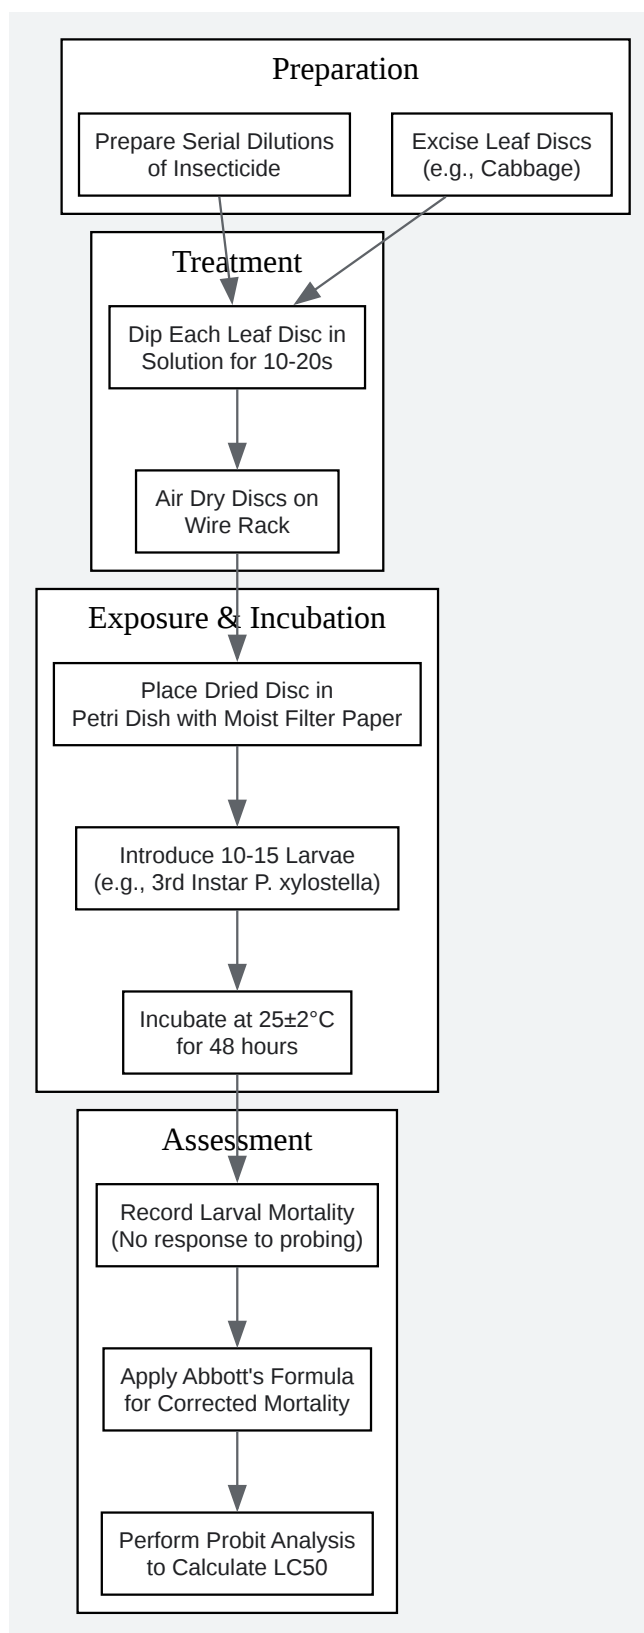 Preparation
Prepare Serial Dilutions
of Insecticide
Excise Leaf Discs
(e.g., Cabbage)
Treatment
Dip Each Leaf Disc in
Solution for 10-20s
Air Dry Discs on
Wire Rack
Exposure & Incubation
Place Dried Disc in
Petri Dish with Moist Filter Paper
Introduce 10-15 Larvae
(e.g., 3rd Instar P. xylostella)
Incubate at 25±2°C
for 48 hours
Assessment
Record Larval Mortality
(No response to probing)
Apply Abbott's Formula
for Corrected Mortality
Perform Probit Analysis
to Calculate LC50